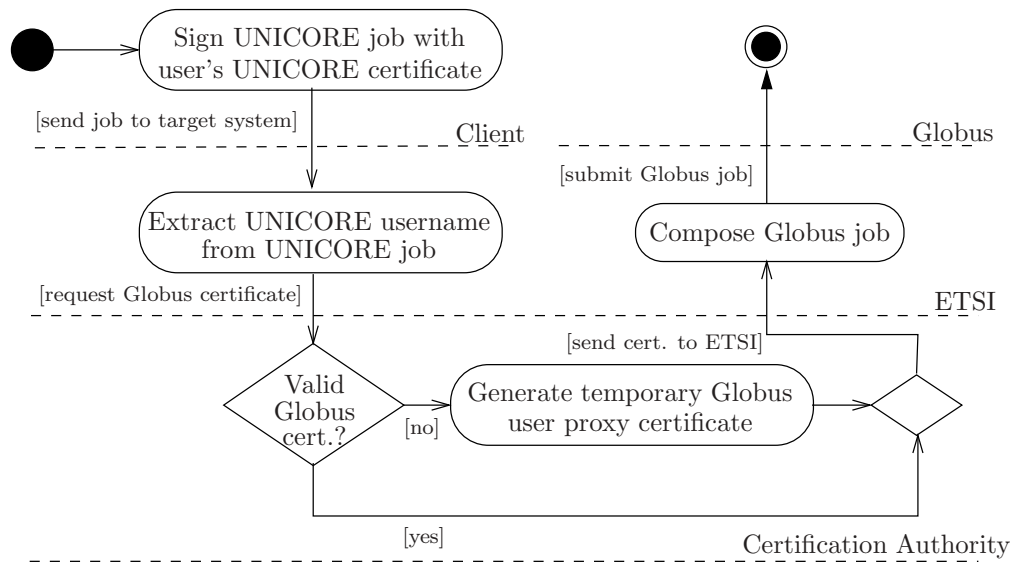 Sign UNICORE job with
user's UNICORE certificate
[send job to target system]
Client
Globus
[submit Globus job]
Extract UNICORE username
from UNICORE job
Compose Globus job
[request Globus certificate]
ETSI
[send cert. to ETSI]
Valid
Globus
cert.?
[no]
Generate temporary Globus
user proxy certificate
[yes]
Certification Authority